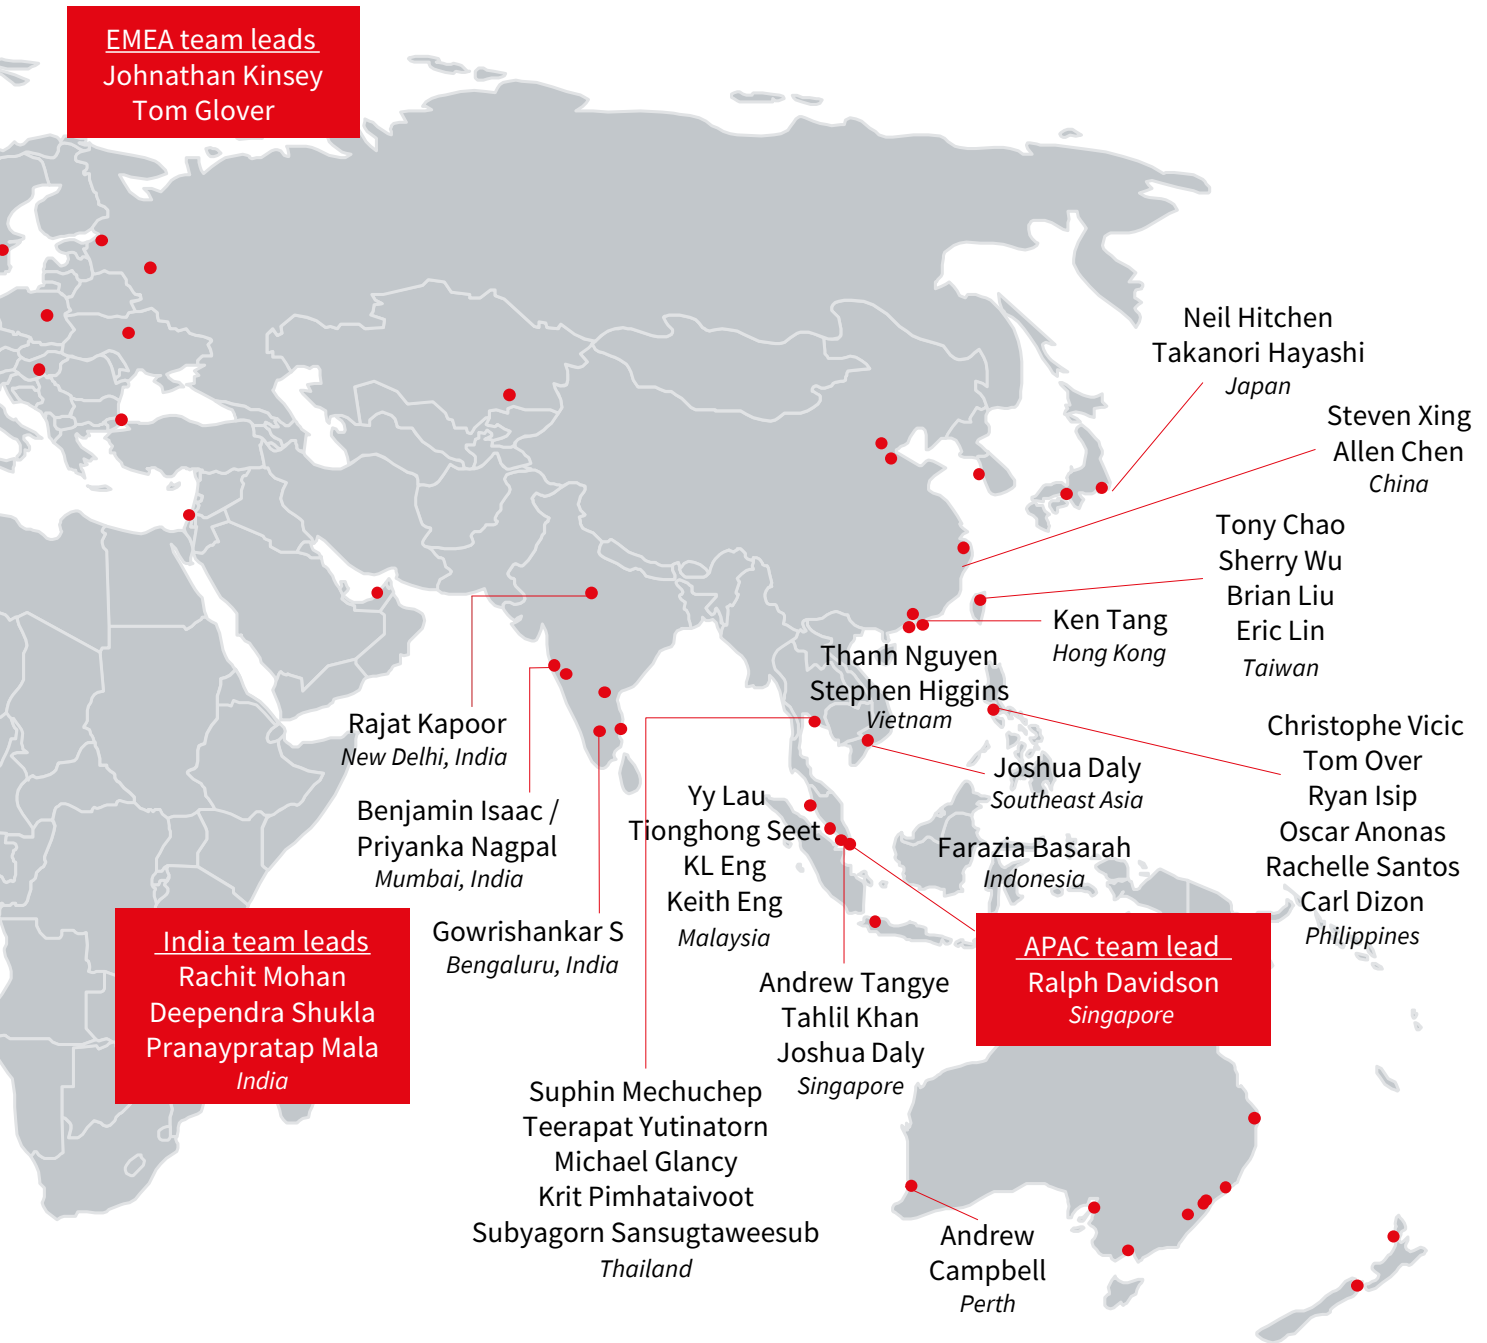 EMEA team leads
Johnathan Kinsey
Tom Glover
Neil Hitchen
Takanori Hayashi
Japan
Steven Xing
Allen Chen
China
Tony Chao
Sherry Wu
Brian Liu
Eric Lin
Taiwan
Ken Tang
Hong Kong
Thanh Nguyen
Stephen Higgins
Vietnam
Rajat Kapoor
New Delhi, India
Christophe Vicic
Tom Over
Ryan Isip
Oscar Anonas
Rachelle Santos
Carl Dizon
Philippines
Joshua Daly
Southeast Asia
Benjamin Isaac /
Priyanka Nagpal
Mumbai, India
Yy Lau
Tionghong Seet
KL Eng
Keith Eng
Malaysia
Farazia Basarah
Indonesia
Gowrishankar S
Bengaluru, India
India team leads
Rachit Mohan
Deependra Shukla
Pranaypratap Mala
India
APAC team lead
Ralph Davidson
Singapore
Andrew Tangye
Tahlil Khan
Joshua Daly
Singapore
Suphin Mechuchep
Teerapat Yutinatorn
Michael Glancy
Krit Pimhataivoot
Subyagorn Sansugtaweesub
Thailand
Andrew
Campbell
Perth